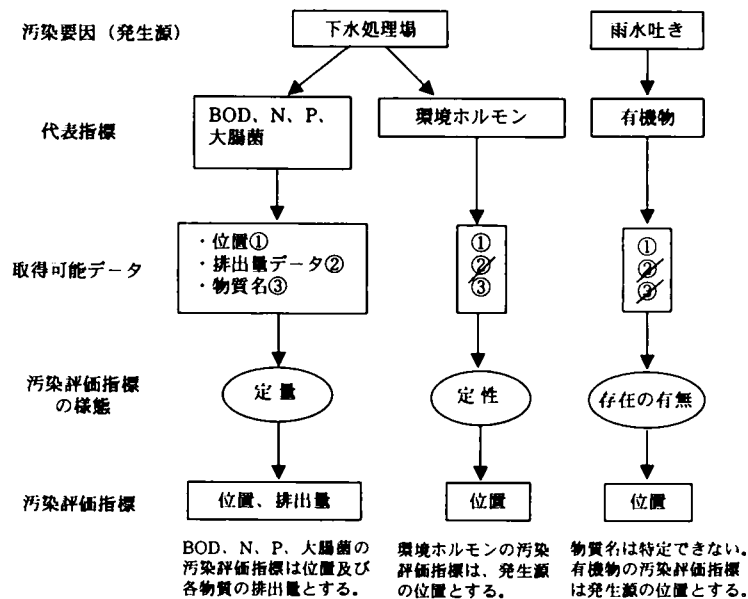 汚染要因（発生源）
下水処理場
雨水吐き
代表指標
BOD、N、P、
大腸菌
環境ホルモン
有機物
取得可能データ
・位置①
・排出量データ②
・物質名③
①
②
③
①
②
③
汚染評価指標
の様態
定量
定性
存在の有無
汚染評価指標
位置、排出量
位置
位置
BOD、N、P、大腸菌の
汚染評価指標は位置及び
各物質の排出量とする。
環境ホルモンの汚染
評価指標は、発生源
の位置とする。
物質名は特定できない。
有機物の汚染評価指標
は発生源の位置とする。